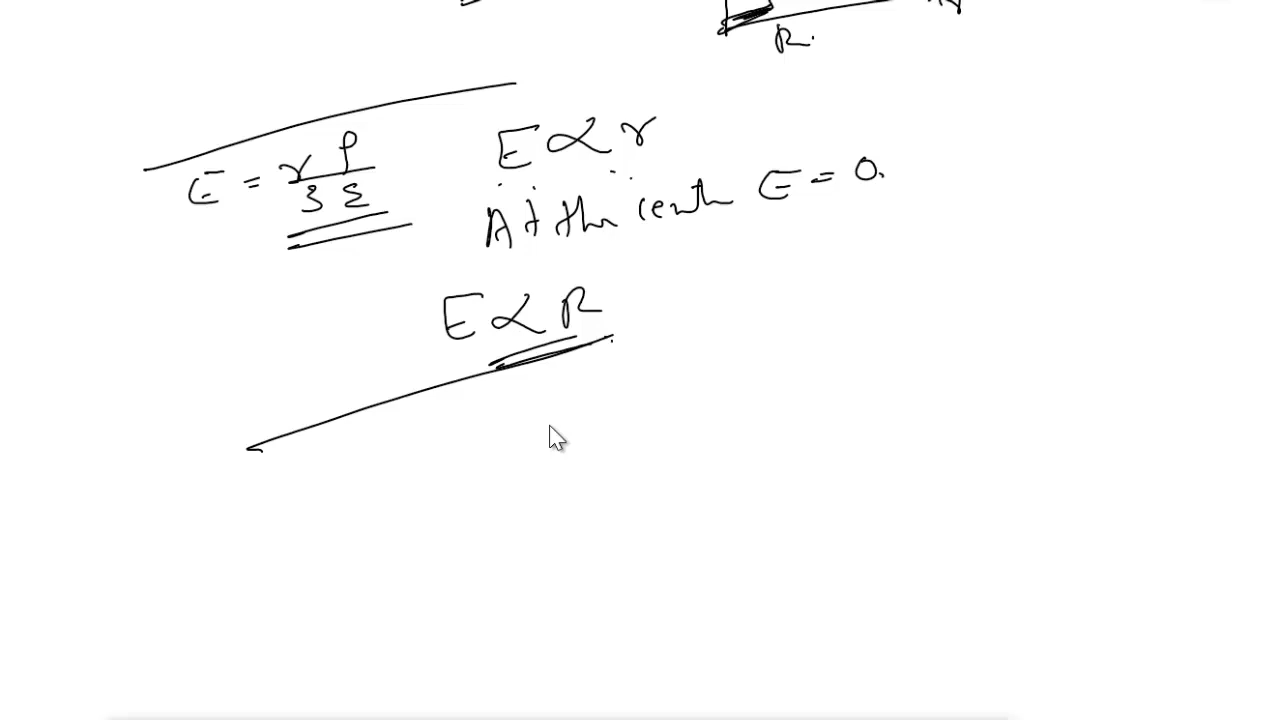 R.
E = rρ/3ε E ∝ r
At the centre E = 0.
E ∝ R